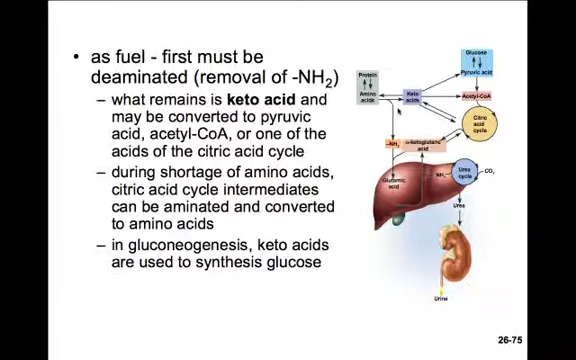 • as fuel - first must be
deaminated (removal of -NH2)
– what remains is keto acid and
may be converted to pyruvic
acid, acetyl-CoA, or one of the
acids of the citric acid cycle
– during shortage of amino acids,
citric acid cycle intermediates
can be aminated and converted
to amino acids
– in gluconeogenesis, keto acids
are used to synthesis glucose
Glucose
Pyruvic acid
Protein
Amino
acids
Keto
acids
Acetyl-CoA
Citric
acid
cycle
–NH2
α-ketoglutaric
acid
Glutamic
acid
NH3
Urea
cycle
CO2
Urea
Urine
26-75